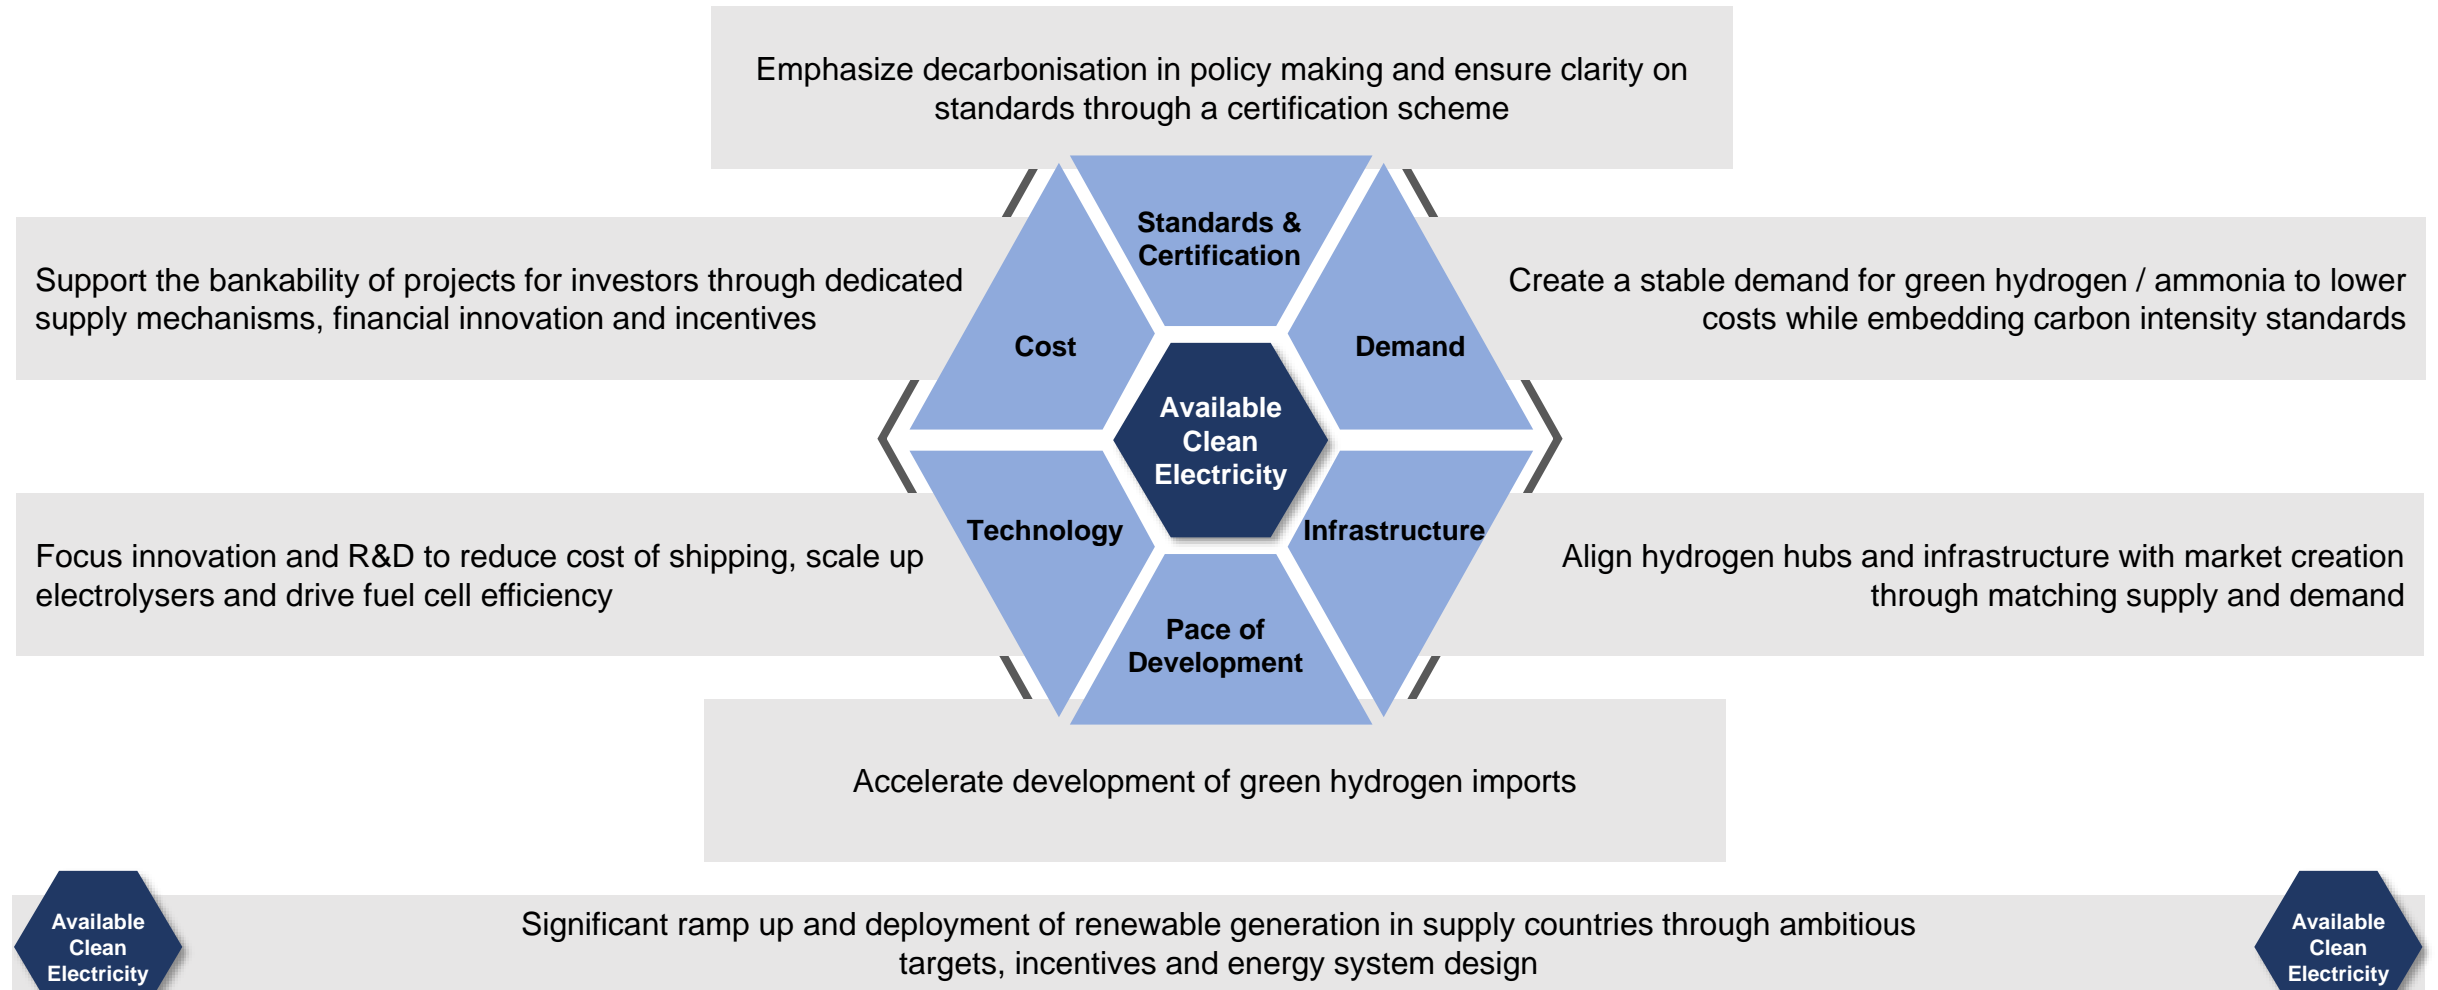 Emphasize decarbonisation in policy making and ensure clarity on
standards through a certification scheme
Standards &
Certification
Support the bankability of projects for investors through dedicated
supply mechanisms, financial innovation and incentives
Cost
Demand
Create a stable demand for green hydrogen / ammonia to lower
costs while embedding carbon intensity standards
Available
Clean
Electricity
Focus innovation and R&D to reduce cost of shipping, scale up
electrolysers and drive fuel cell efficiency
Technology
Infrastructure
Align hydrogen hubs and infrastructure with market creation
through matching supply and demand
Pace of
Development
Accelerate development of green hydrogen imports
Available
Clean
Electricity
Significant ramp up and deployment of renewable generation in supply countries through ambitious
targets, incentives and energy system design
Available
Clean
Electricity